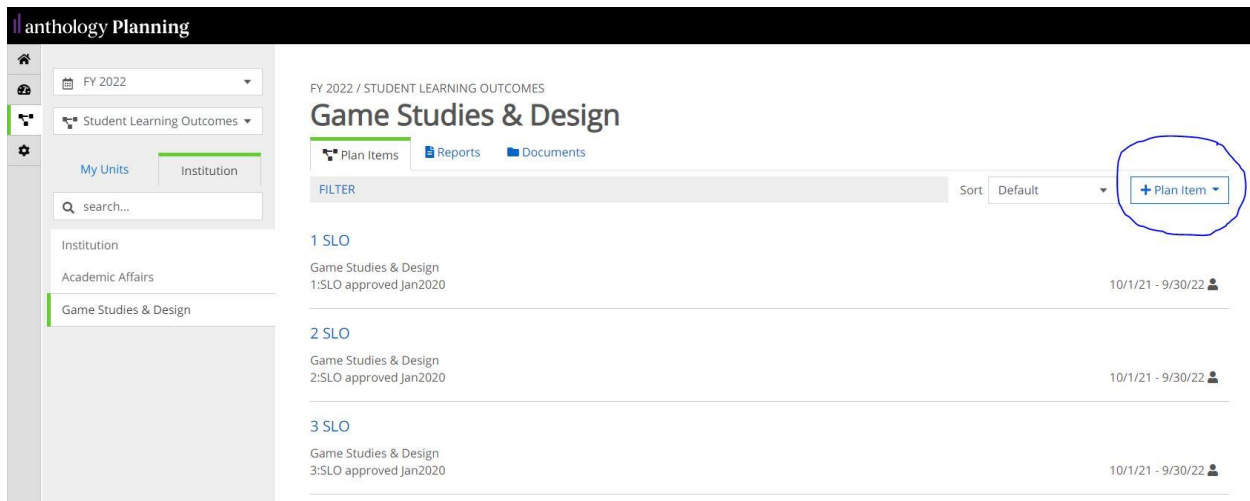 anthology Planning
FY 2022
Student Learning Outcomes
My Units
Institution
search...
Institution
Academic Affairs
Game Studies & Design
FY 2022 / STUDENT LEARNING OUTCOMES
Game Studies & Design
Plan Items
Reports
Documents
FILTER
Sort
Default
+ Plan Item
1 SLO
Game Studies & Design
1:SLO approved Jan2020
10/1/21 - 9/30/22
2 SLO
Game Studies & Design
2:SLO approved Jan2020
10/1/21 - 9/30/22
3 SLO
Game Studies & Design
3:SLO approved Jan2020
10/1/21 - 9/30/22